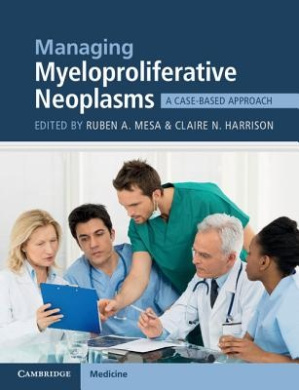 Managing
Myeloproliferative
Neoplasms A CASE-BASED APPROACH
EDITED BY RUBEN A. MESA & CLAIRE N. HARRISON
CAMBRIDGE Medicine